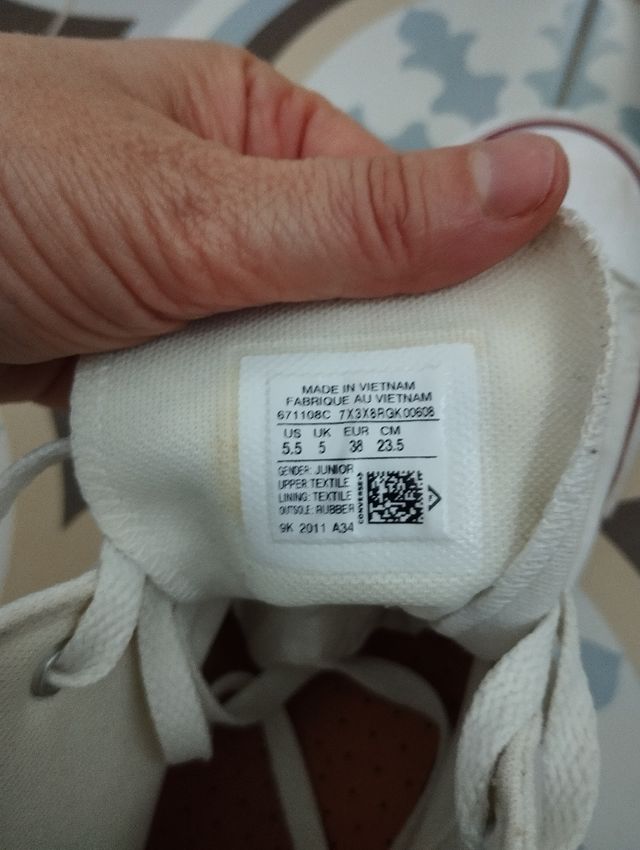 MADE IN VIETNAM
FABRIQUE AU VIETNAM
671108C 7X3X8RGK00608
US UK EUR CM
5.5 5 38 23.5
GENDER: JUNIOR
UPPER: TEXTILE
LINING: TEXTILE
OUTSOLE: RUBBER
CONVERSE
9K 2011 A34